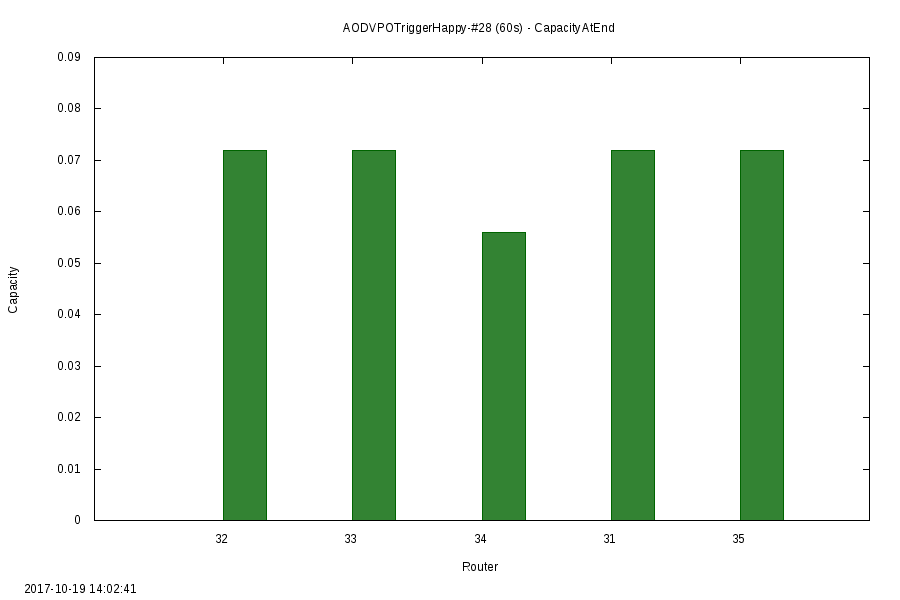 AODVPOTriggerHappy-#28 (60s) - CapacityAtEnd
0.09
0.08
0.07
0.06
0.05
0.04
0.03
0.02
0.01
0
Capacity
32 33 34 31 35
Router
2017-10-19 14:02:41